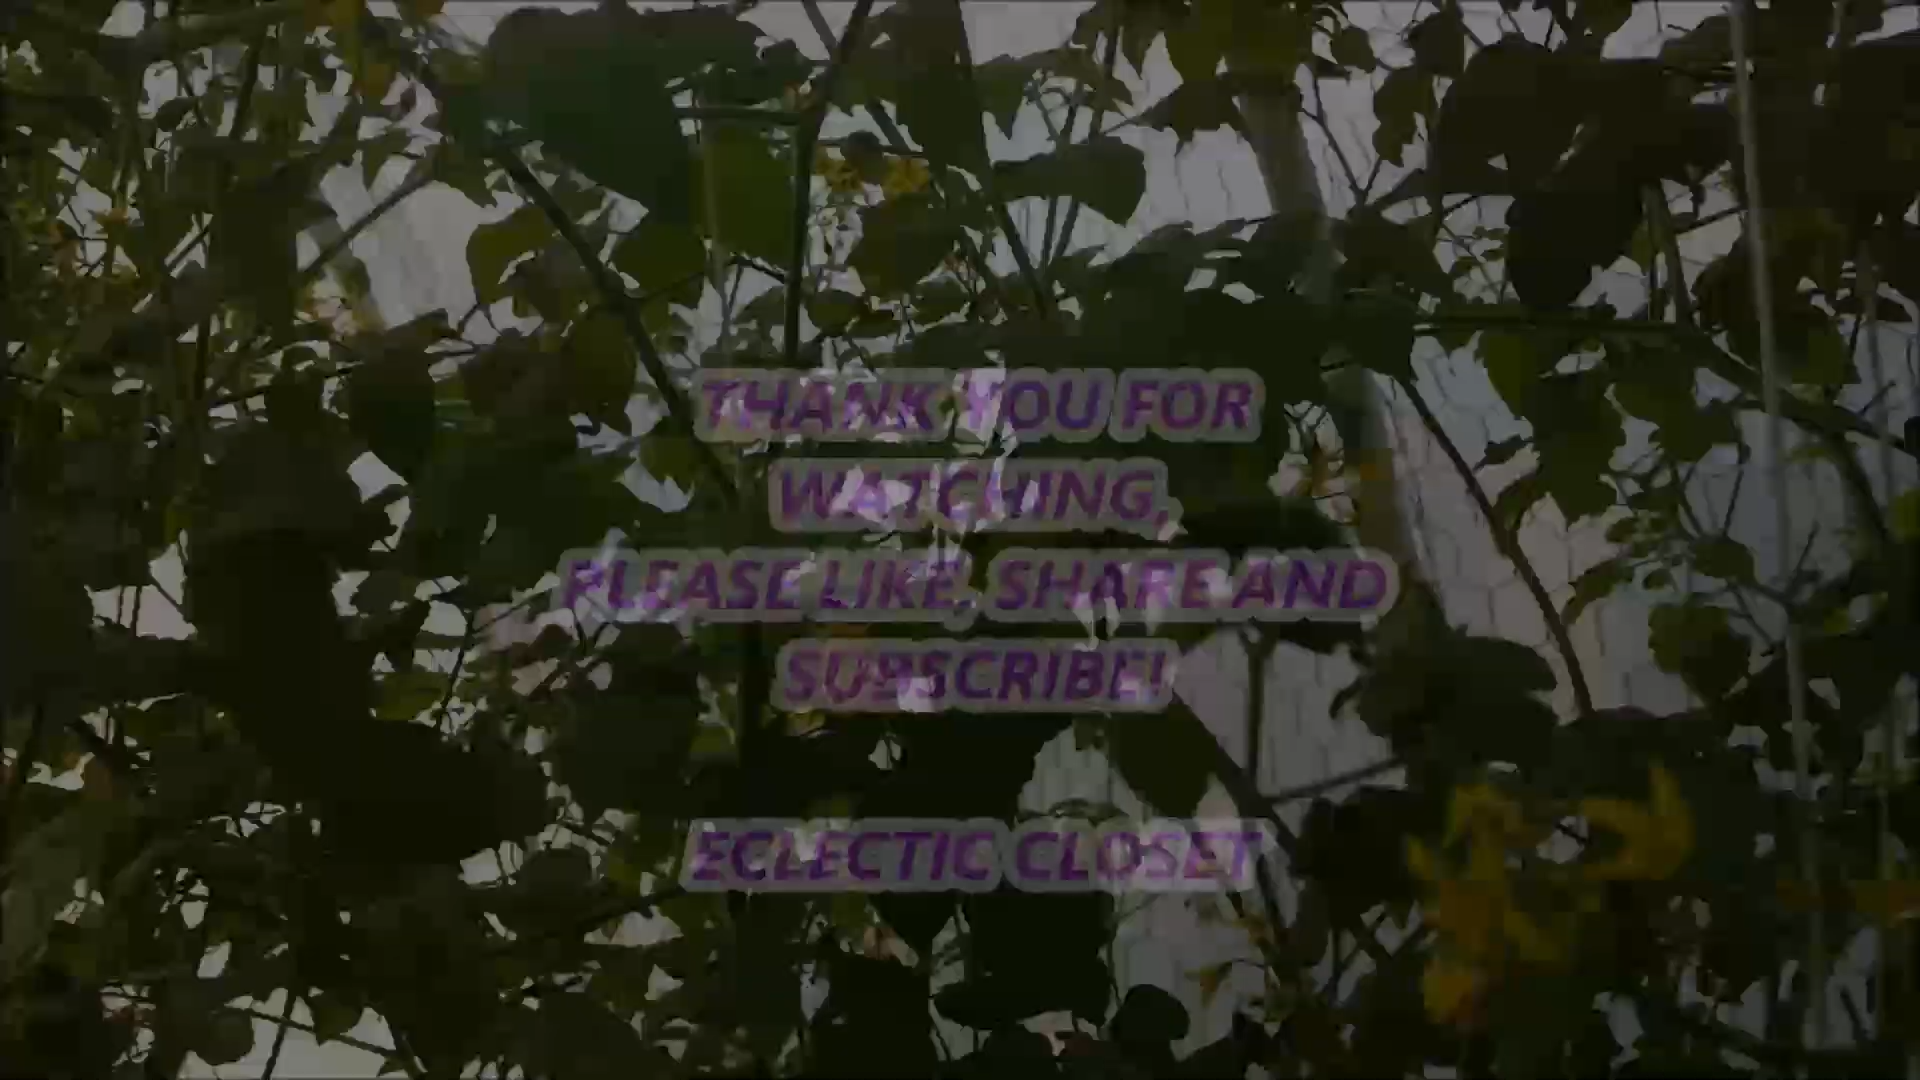 THANK YOU FOR
WATCHING,
PLEASE LIKE, SHARE AND
SUBSCRIBE!
ECLECTIC CLOSET